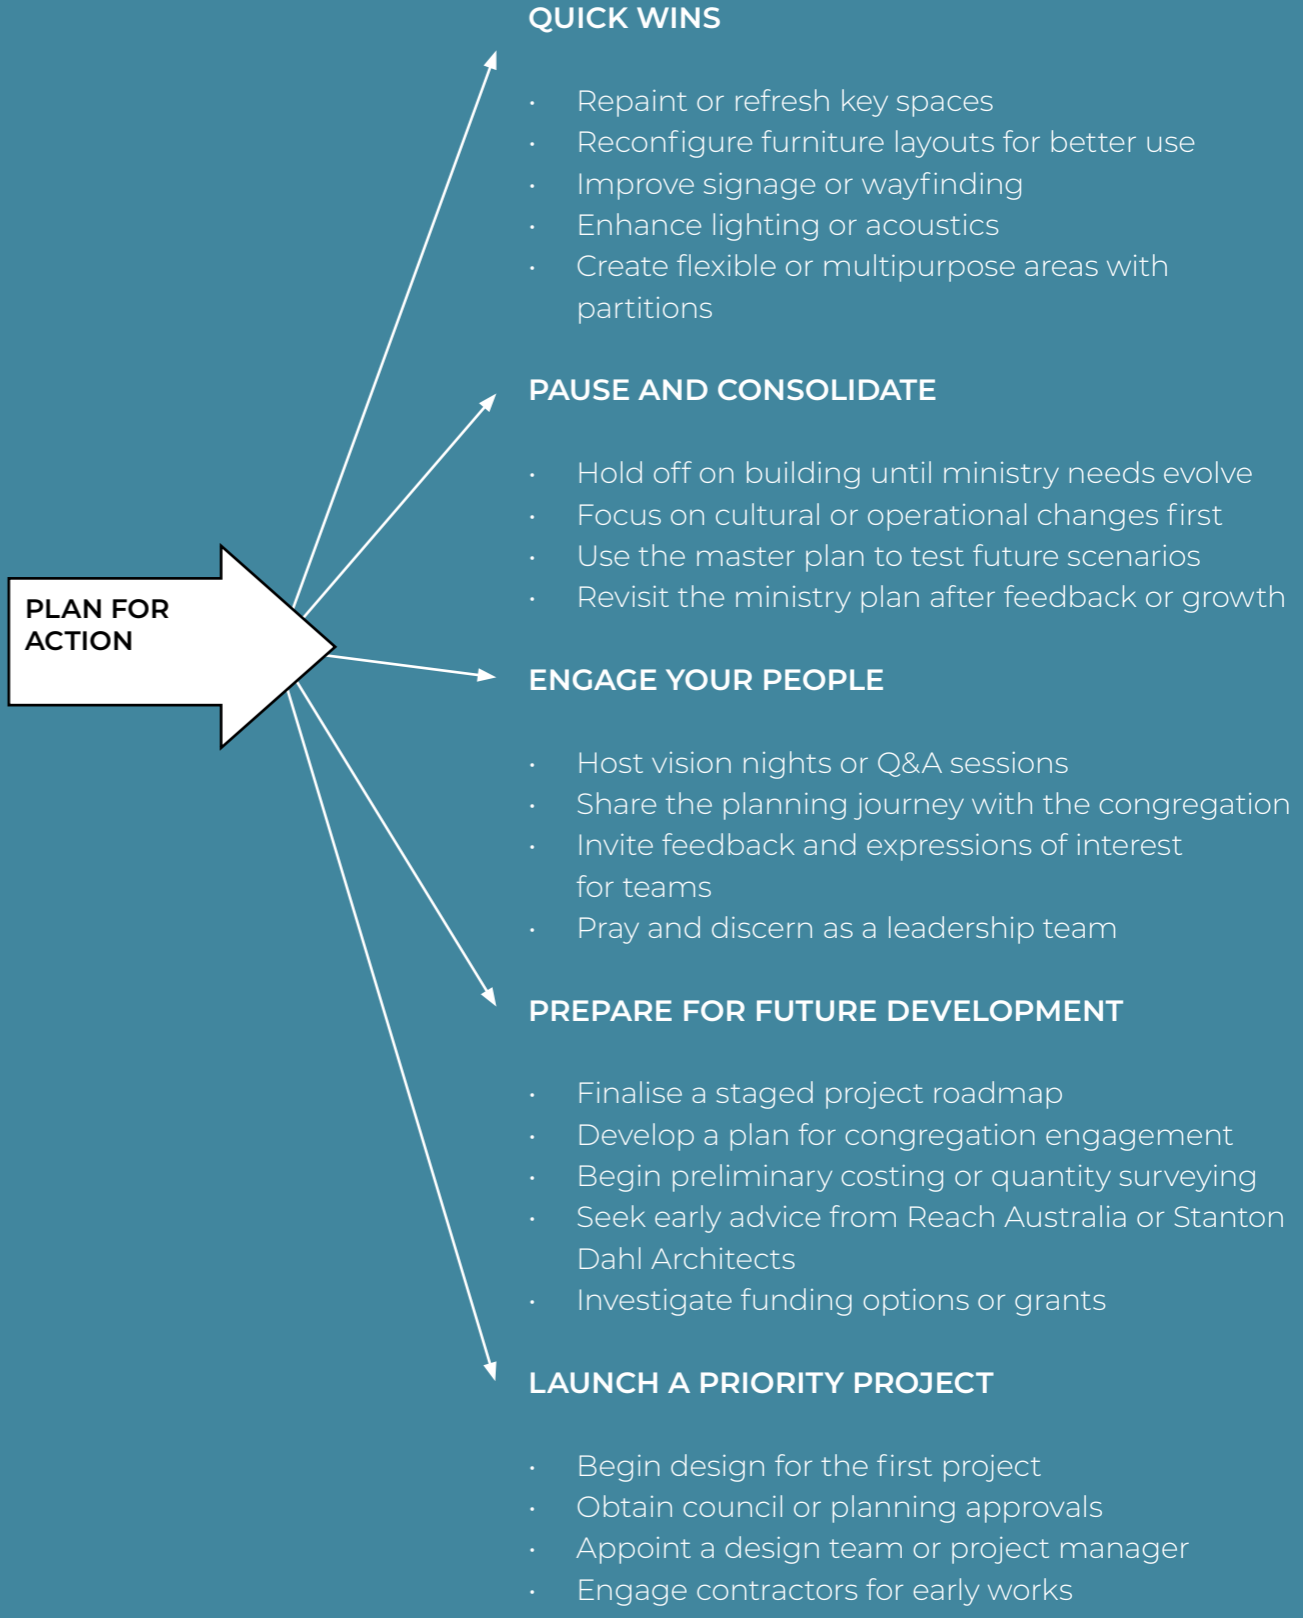 QUICK WINS
· Repaint or refresh key spaces
· Reconfigure furniture layouts for better use
· Improve signage or wayfinding
· Enhance lighting or acoustics
· Create flexible or multipurpose areas with
partitions
PAUSE AND CONSOLIDATE
· Hold off on building until ministry needs evolve
· Focus on cultural or operational changes first
· Use the master plan to test future scenarios
· Revisit the ministry plan after feedback or growth
PLAN FOR
ACTION
ENGAGE YOUR PEOPLE
· Host vision nights or Q&A sessions
· Share the planning journey with the congregation
· Invite feedback and expressions of interest
for teams
· Pray and discern as a leadership team
PREPARE FOR FUTURE DEVELOPMENT
· Finalise a staged project roadmap
· Develop a plan for congregation engagement
· Begin preliminary costing or quantity surveying
· Seek early advice from Reach Australia or Stanton
Dahl Architects
· Investigate funding options or grants
LAUNCH A PRIORITY PROJECT
· Begin design for the first project
· Obtain council or planning approvals
· Appoint a design team or project manager
· Engage contractors for early works